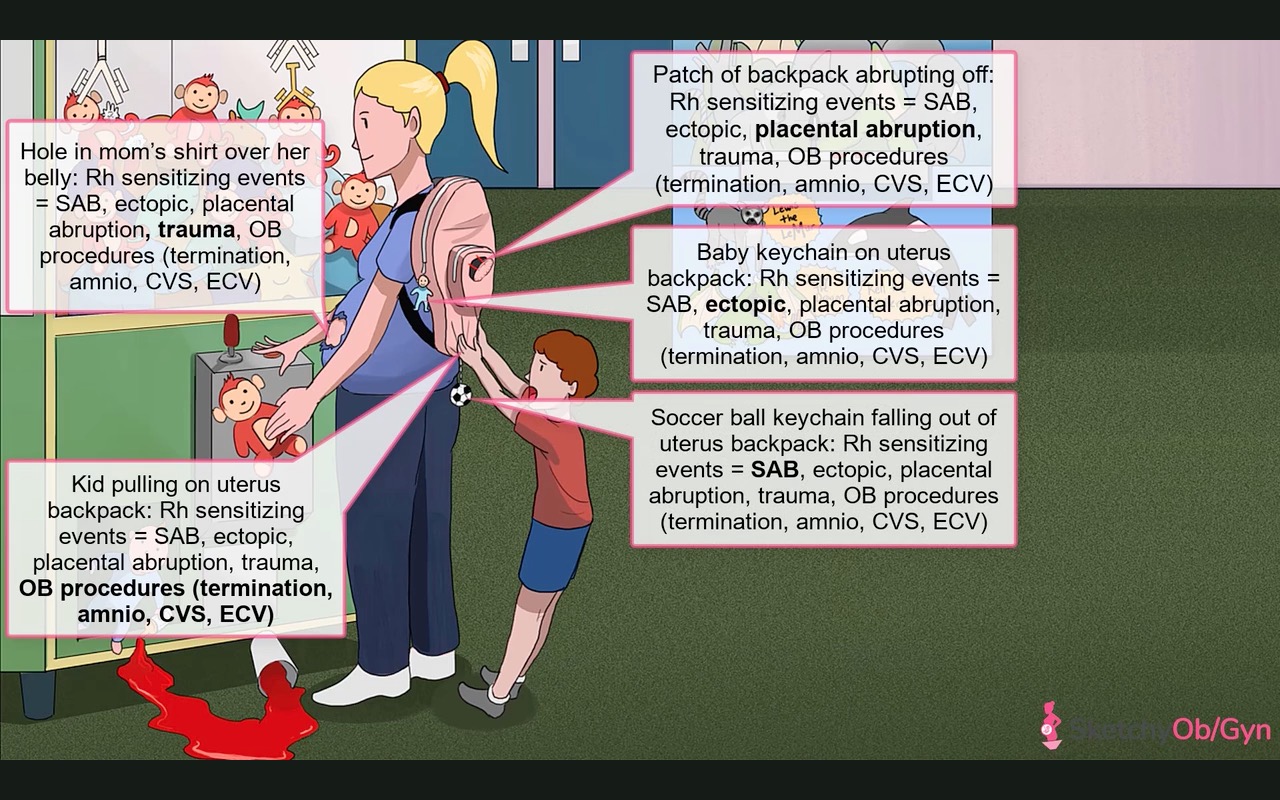 Patch of backpack abrupting off:
Rh sensitizing events = SAB,
ectopic, placental abruption,
trauma, OB procedures
(termination, amnio, CVS, ECV)
Hole in mom’s shirt over her
belly: Rh sensitizing events
= SAB, ectopic, placental
abruption, trauma, OB
procedures (termination,
amnio, CVS, ECV)
Baby keychain on uterus
backpack: Rh sensitizing events =
SAB, ectopic, placental abruption,
trauma, OB procedures
(termination, amnio, CVS, ECV)
Soccer ball keychain falling out of
uterus backpack: Rh sensitizing
events = SAB, ectopic, placental
abruption, trauma, OB procedures
(termination, amnio, CVS, ECV)
Kid pulling on uterus
backpack: Rh sensitizing
events = SAB, ectopic,
placental abruption, trauma,
OB procedures (termination,
amnio, CVS, ECV)
the
SketchyOb/Gyn